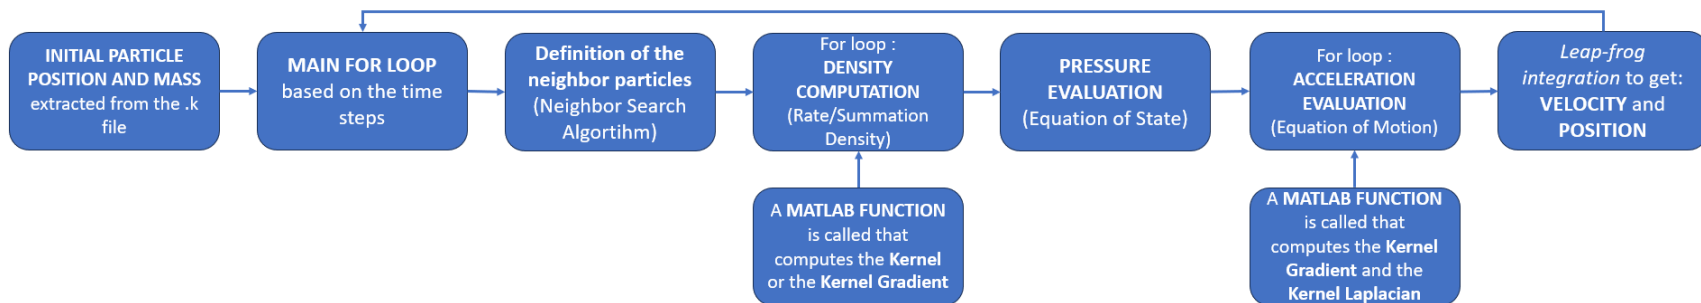 INITIAL PARTICLE
POSITION AND MASS
extracted from the .k
file
MAIN FOR LOOP
based on the time
steps
Definition of the
neighbor particles
(Neighbor Search
Algortihm)
For loop :
DENSITY
COMPUTATION
(Rate/Summation
Density)
PRESSURE
EVALUATION
(Equation of State)
For loop :
ACCELERATION
EVALUATION
(Equation of Motion)
Leap-frog
integration to get:
VELOCITY and
POSITION
A MATLAB FUNCTION
is called that
computes the Kernel
or the Kernel Gradient
A MATLAB FUNCTION
is called that
computes the Kernel
Gradient and the
Kernel Laplacian